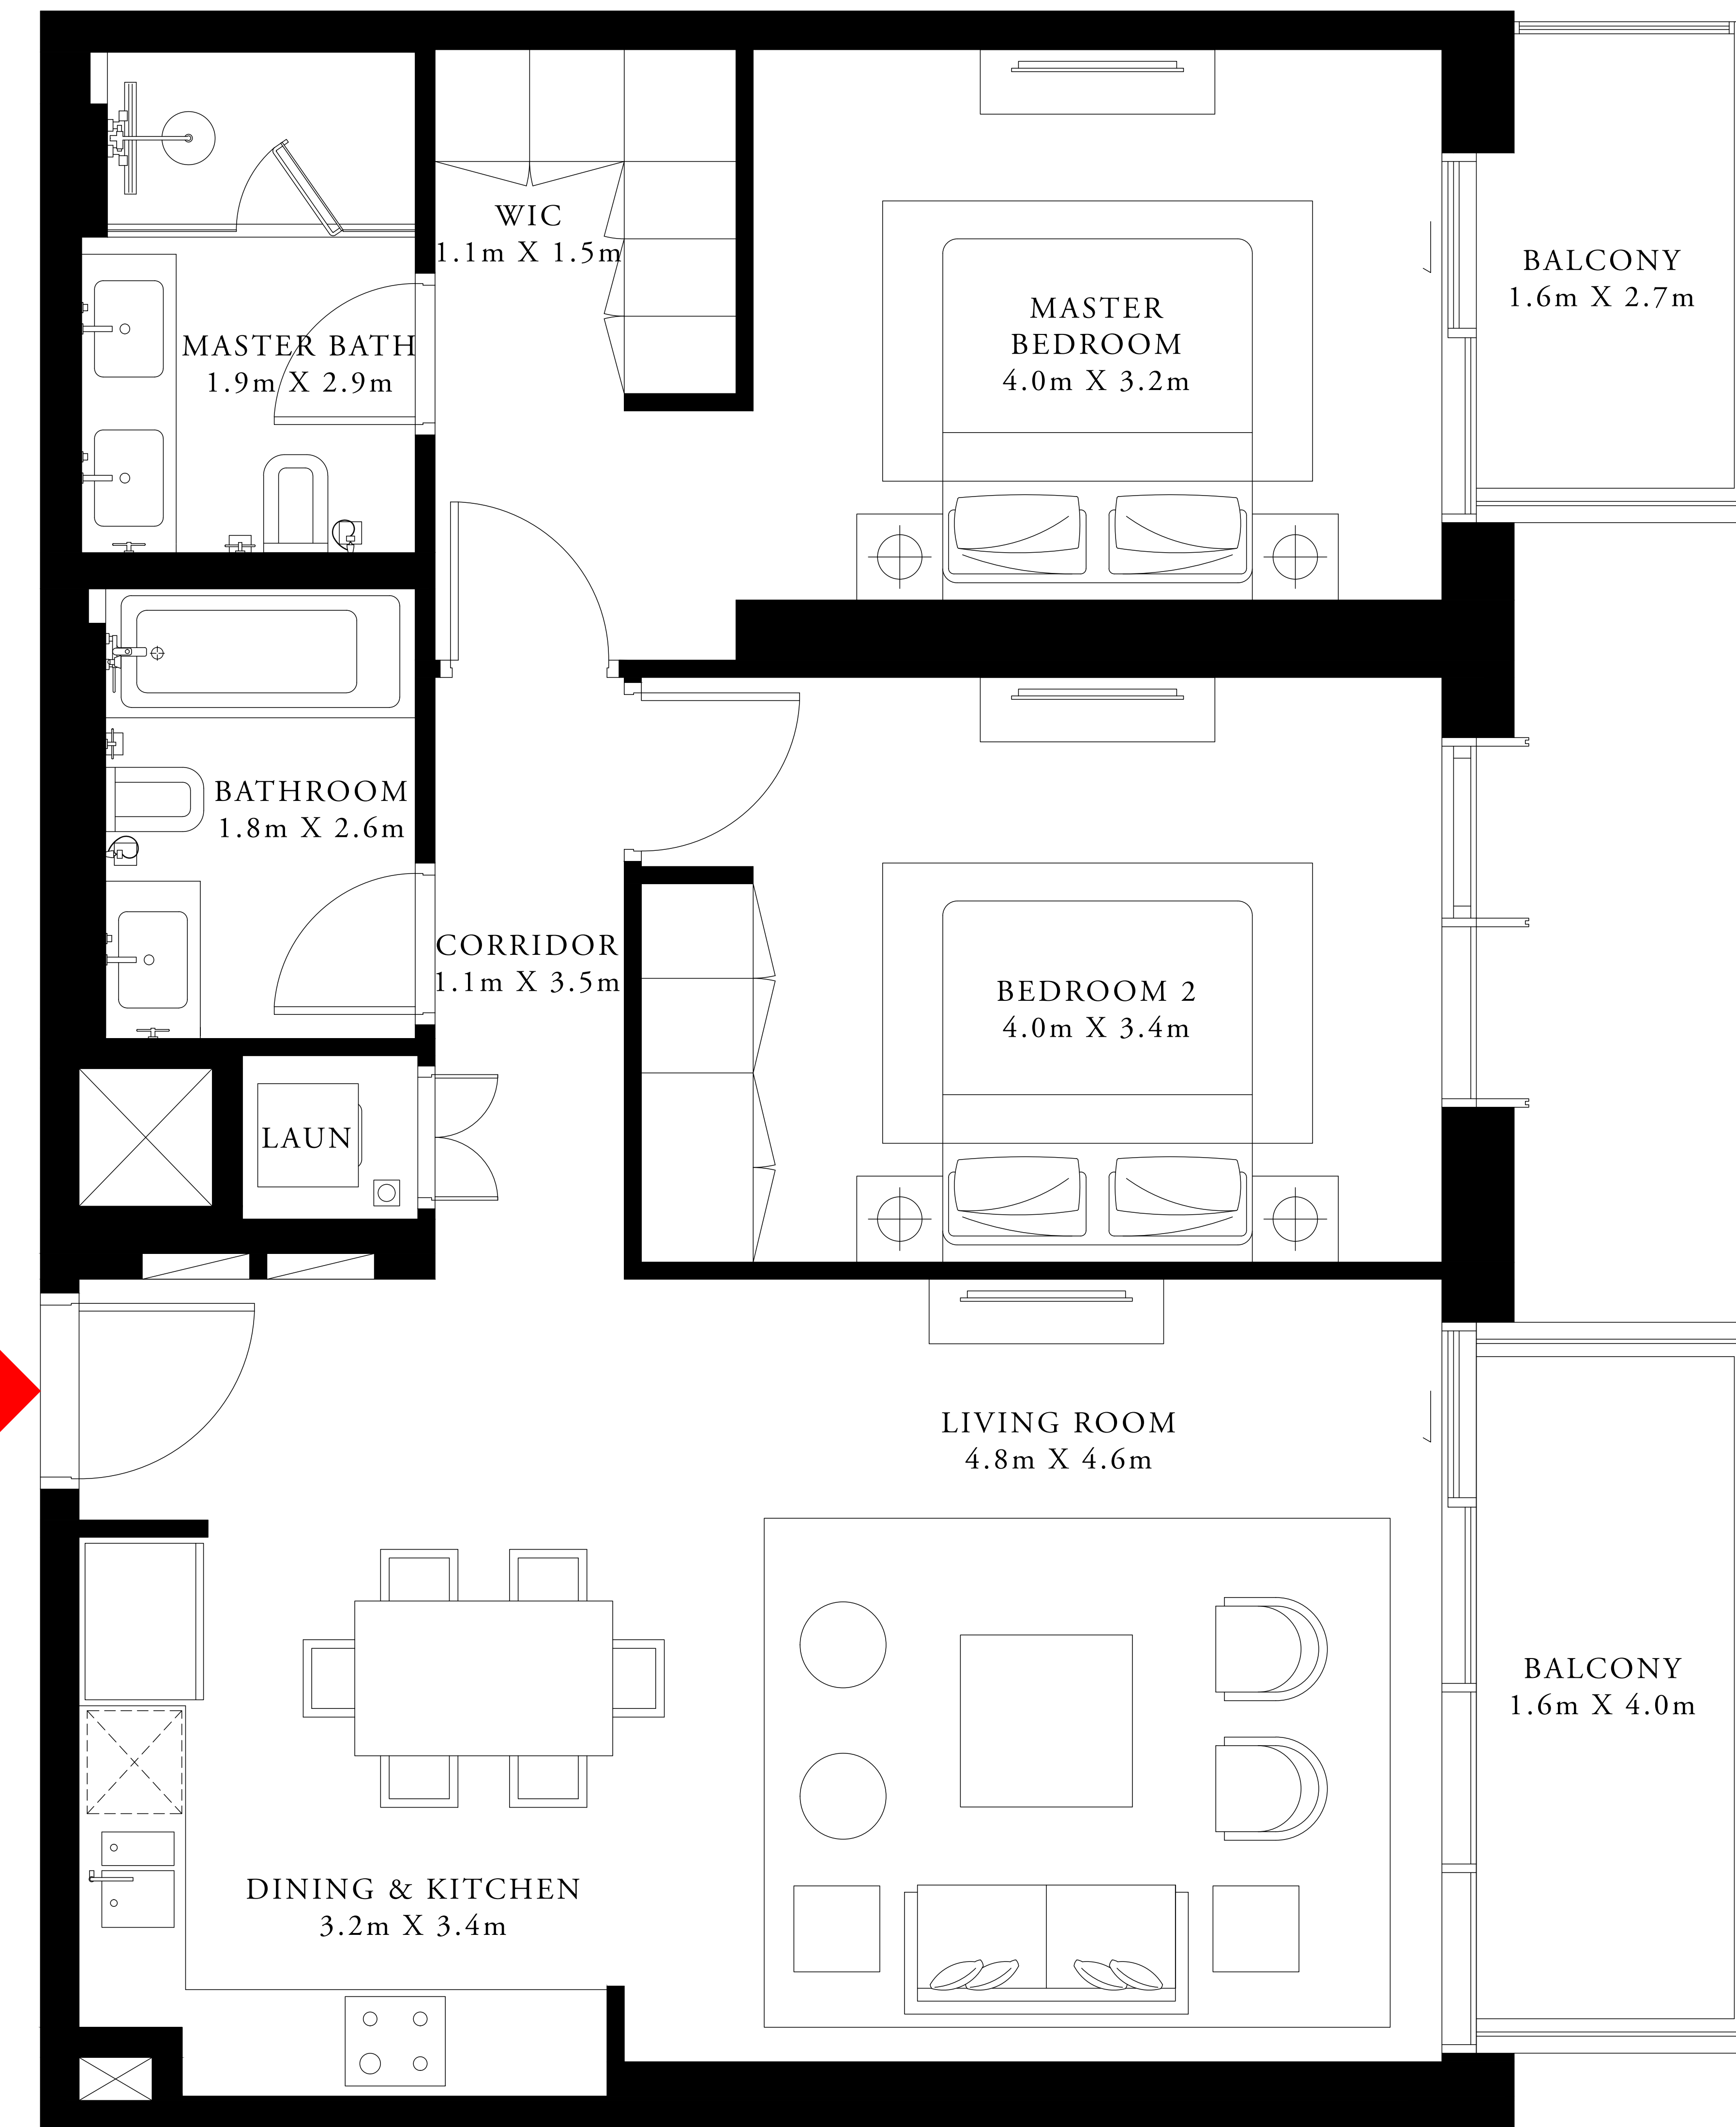 WIC
1.1m X 1.5m
MASTER
BEDROOM
4.0m X 3.2m
BALCONY
1.6m X 2.7m
MASTER BATH
1.9m X 2.9m
BATHROOM
1.8m X 2.6m
CORRIDOR
1.1m X 3.5m
BEDROOM 2
4.0m X 3.4m
LAUN
LIVING ROOM
4.8m X 4.6m
BALCONY
1.6m X 4.0m
DINING & KITCHEN
3.2m X 3.4m